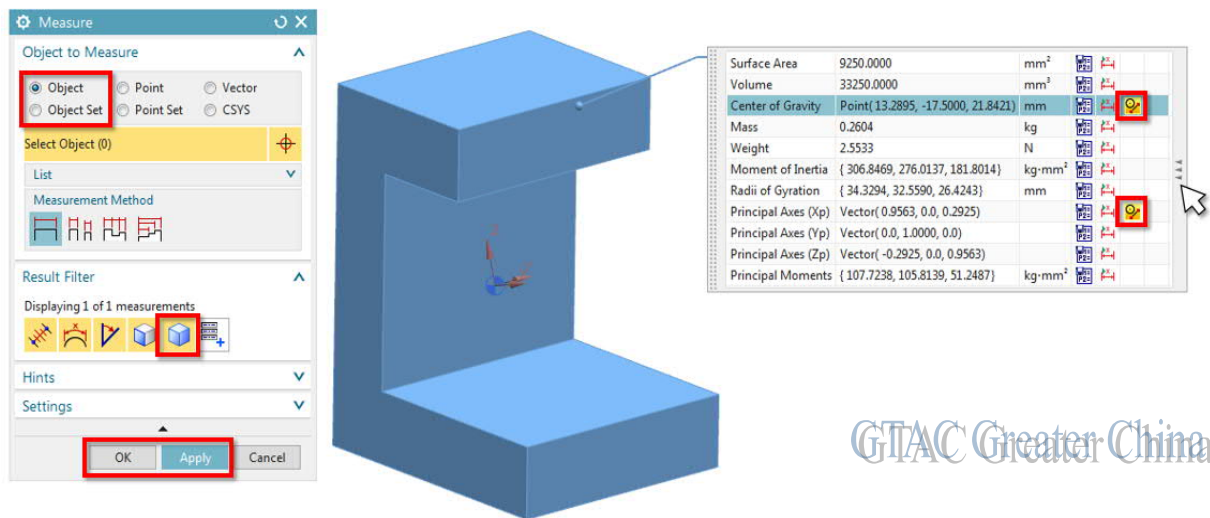 Measure
Object to Measure
Object Point Vector
Object Set Point Set CSYS
Select Object (0)
List
Measurement Method
Result Filter
Displaying 1 of 1 measurements
Hints
Settings
OK Apply Cancel
Surface Area 9250.0000 mm²
Volume 33250.0000 mm³
Center of Gravity Point( 13.2895, -17.5000, 21.8421) mm
Mass 0.2604 kg
Weight 2.5533 N
Moment of Inertia { 306.8469, 276.0137, 181.8014} kg·mm²
Radii of Gyration { 34.3294, 32.5590, 26.4243} mm
Principal Axes (Xp) Vector( 0.9563, 0.0, 0.2925)
Principal Axes (Yp) Vector( 0.0, 1.0000, 0.0)
Principal Axes (Zp) Vector( -0.2925, 0.0, 0.9563)
Principal Moments { 107.7238, 105.8139, 51.2487} kg·mm²
GTAC Greater China